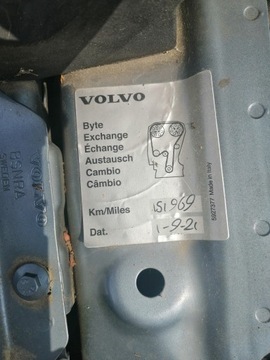 VOLVO
Byte
Exchange
Échange
Austausch
Cambio
Câmbio
Km/Miles 151969
Dat. 1-9-21
Made in Italy